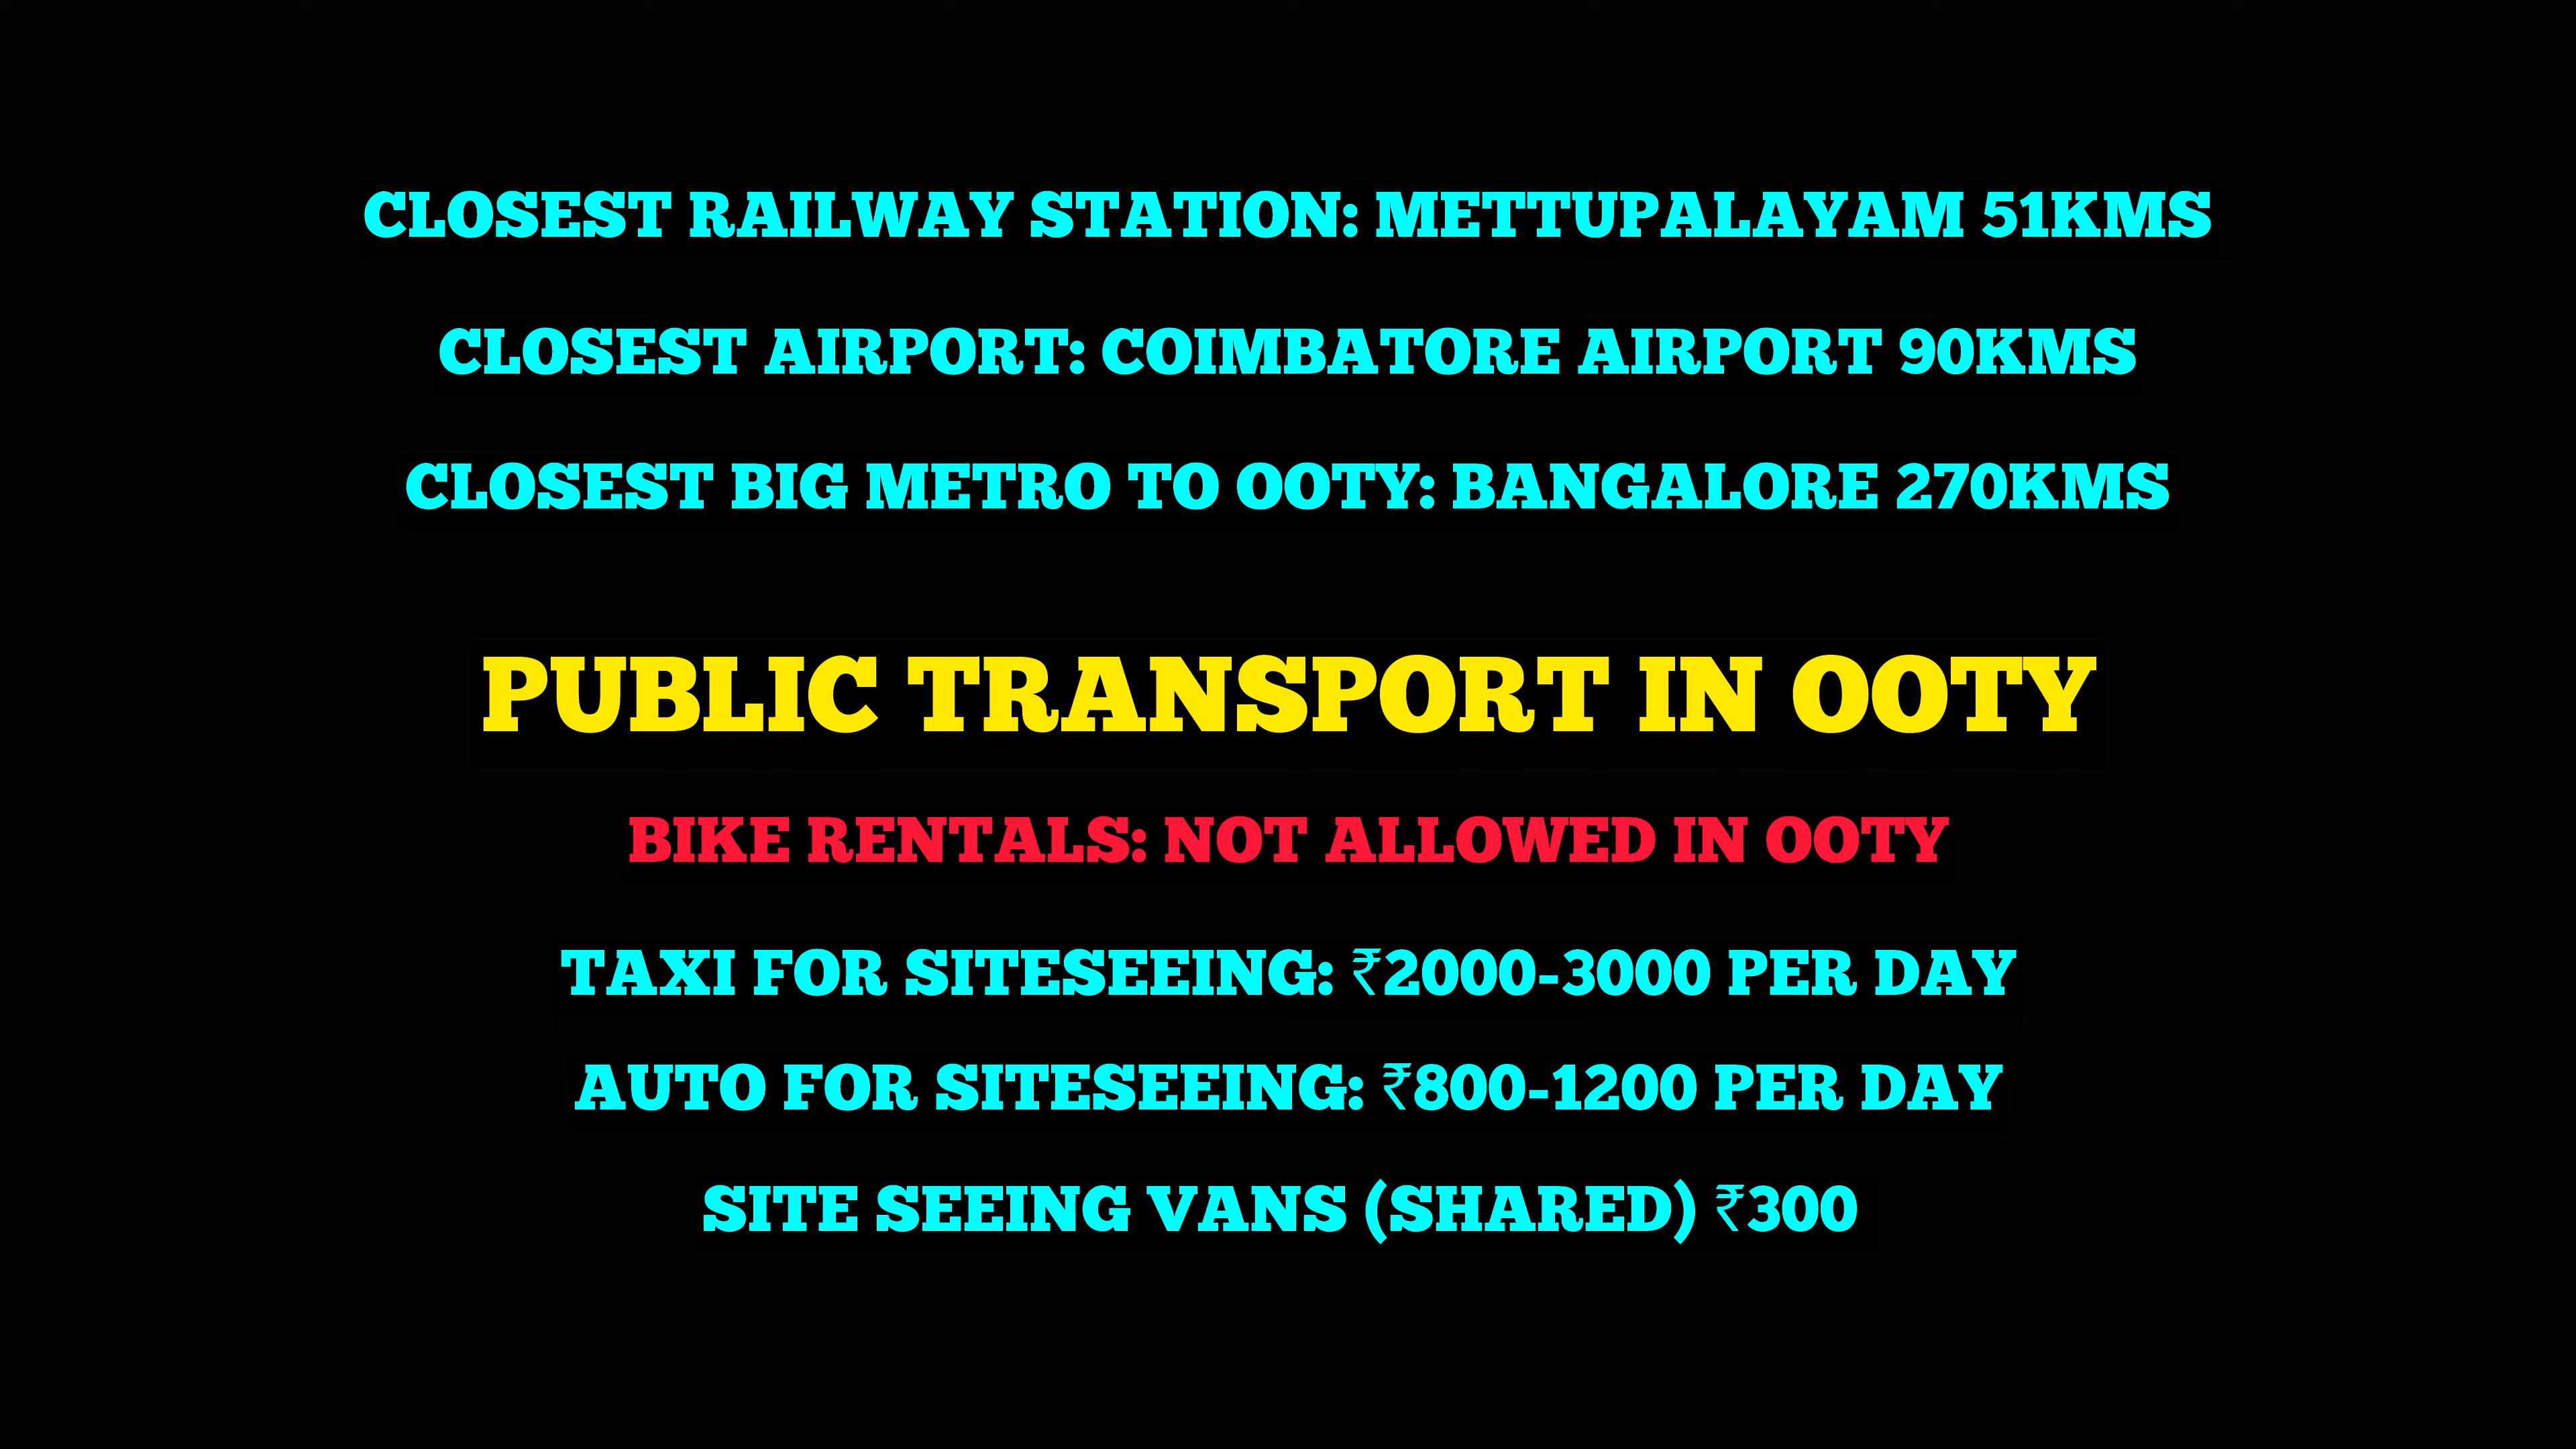 CLOSEST RAILWAY STATION: METTUPALAYAM 51KMS
CLOSEST AIRPORT: COIMBATORE AIRPORT 90KMS
CLOSEST BIG METRO TO OOTY: BANGALORE 270KMS
PUBLIC TRANSPORT IN OOTY
BIKE RENTALS: NOT ALLOWED IN OOTY
TAXI FOR SITESEEING: ₹2000-3000 PER DAY
AUTO FOR SITESEEING: ₹800-1200 PER DAY
SITE SEEING VANS (SHARED) ₹300